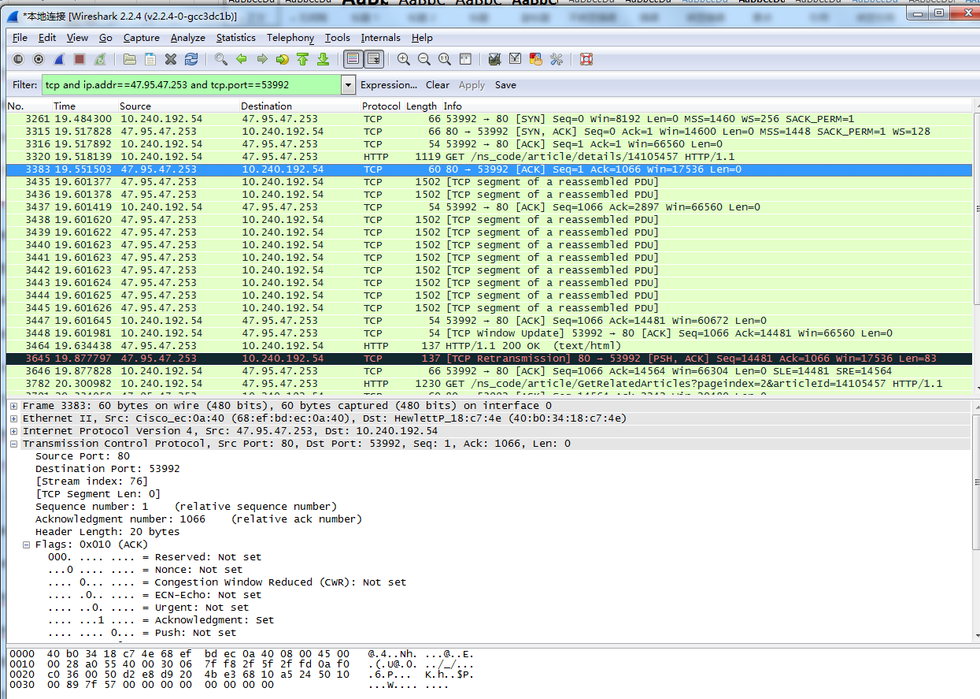 *本地连接 [Wireshark 2.2.4 (v2.2.4-0-gcc3dc1b)]
File Edit View Go Capture Analyze Statistics Telephony Tools Internals Help
Filter: tcp and ip.addr==47.95.47.253 and tcp.port==53992 Expression... Clear Apply Save
No. Time Source Destination Protocol Length Info
3261 19.484300 10.240.192.54 47.95.47.253 TCP 66 53992 → 80 [SYN] Seq=0 Win=8192 Len=0 MSS=1460 WS=256 SACK_PERM=1
3315 19.517828 47.95.47.253 10.240.192.54 TCP 66 80 → 53992 [SYN, ACK] Seq=0 Ack=1 Win=14600 Len=0 MSS=1448 SACK_PERM=1 WS=128
3316 19.517892 10.240.192.54 47.95.47.253 TCP 54 53992 → 80 [ACK] Seq=1 Ack=1 Win=66560 Len=0
3320 19.518139 10.240.192.54 47.95.47.253 HTTP 1119 GET /ns_code/article/details/14105457 HTTP/1.1
3383 19.551503 47.95.47.253 10.240.192.54 TCP 60 80 → 53992 [ACK] Seq=1 Ack=1066 Win=17536 Len=0
3435 19.601377 47.95.47.253 10.240.192.54 TCP 1502 [TCP segment of a reassembled PDU]
3436 19.601378 47.95.47.253 10.240.192.54 TCP 1502 [TCP segment of a reassembled PDU]
3437 19.601419 10.240.192.54 47.95.47.253 TCP 54 53992 → 80 [ACK] Seq=1066 Ack=2897 Win=66560 Len=0
3438 19.601620 47.95.47.253 10.240.192.54 TCP 1502 [TCP segment of a reassembled PDU]
3439 19.601622 47.95.47.253 10.240.192.54 TCP 1502 [TCP segment of a reassembled PDU]
3440 19.601623 47.95.47.253 10.240.192.54 TCP 1502 [TCP segment of a reassembled PDU]
3441 19.601623 47.95.47.253 10.240.192.54 TCP 1502 [TCP segment of a reassembled PDU]
3442 19.601623 47.95.47.253 10.240.192.54 TCP 1502 [TCP segment of a reassembled PDU]
3443 19.601624 47.95.47.253 10.240.192.54 TCP 1502 [TCP segment of a reassembled PDU]
3444 19.601625 47.95.47.253 10.240.192.54 TCP 1502 [TCP segment of a reassembled PDU]
3445 19.601626 47.95.47.253 10.240.192.54 TCP 1502 [TCP segment of a reassembled PDU]
3447 19.601645 10.240.192.54 47.95.47.253 TCP 54 53992 → 80 [ACK] Seq=1066 Ack=14481 Win=60672 Len=0
3448 19.601981 10.240.192.54 47.95.47.253 TCP 54 [TCP Window Update] 53992 → 80 [ACK] Seq=1066 Ack=14481 Win=66560 Len=0
3464 19.634438 47.95.47.253 10.240.192.54 HTTP 137 HTTP/1.1 200 OK (text/html)
3645 19.877797 47.95.47.253 10.240.192.54 TCP 137 [TCP Retransmission] 80 → 53992 [PSH, ACK] Seq=14481 Ack=1066 Win=17536 Len=83
3646 19.877828 10.240.192.54 47.95.47.253 TCP 66 53992 → 80 [ACK] Seq=1066 Ack=14564 Win=66304 Len=0 SLE=14481 SRE=14564
3782 20.300982 10.240.192.54 47.95.47.253 HTTP 1230 GET /ns_code/article/GetRelatedArticles?pageindex=2&articleId=14105457 HTTP/1.1
Frame 3383: 60 bytes on wire (480 bits), 60 bytes captured (480 bits) on interface 0
Ethernet II, Src: Cisco_ec:0a:40 (68:ef:bd:ec:0a:40), Dst: HewlettP_18:c7:4e (40:b0:34:18:c7:4e)
Internet Protocol Version 4, Src: 47.95.47.253, Dst: 10.240.192.54
Transmission Control Protocol, Src Port: 80, Dst Port: 53992, Seq: 1, Ack: 1066, Len: 0
Source Port: 80
Destination Port: 53992
[Stream index: 76]
[TCP Segment Len: 0]
Sequence number: 1 (relative sequence number)
Acknowledgment number: 1066 (relative ack number)
Header Length: 20 bytes
Flags: 0x010 (ACK)
000. .... .... = Reserved: Not set
...0 .... .... = Nonce: Not set
.... 0... .... = Congestion Window Reduced (CWR): Not set
.... .0.. .... = ECN-Echo: Not set
.... ..0. .... = Urgent: Not set
.... ...1 .... = Acknowledgment: Set
.... .... 0... = Push: Not set
0000 40 b0 34 18 c7 4e 68 ef bd ec 0a 40 08 00 45 00 @.4..Nh. ...@..E.
0010 00 28 a0 55 40 00 30 06 7f f8 2f 5f 2f fd 0a f0 .(.U@.0. ../_/...
0020 c0 36 00 50 d2 e8 d9 20 4b e3 68 10 a5 24 50 10 .6.P... K.h..$P.
0030 00 89 7f 57 00 00 00 00 00 00 00 00 ...W.... ....